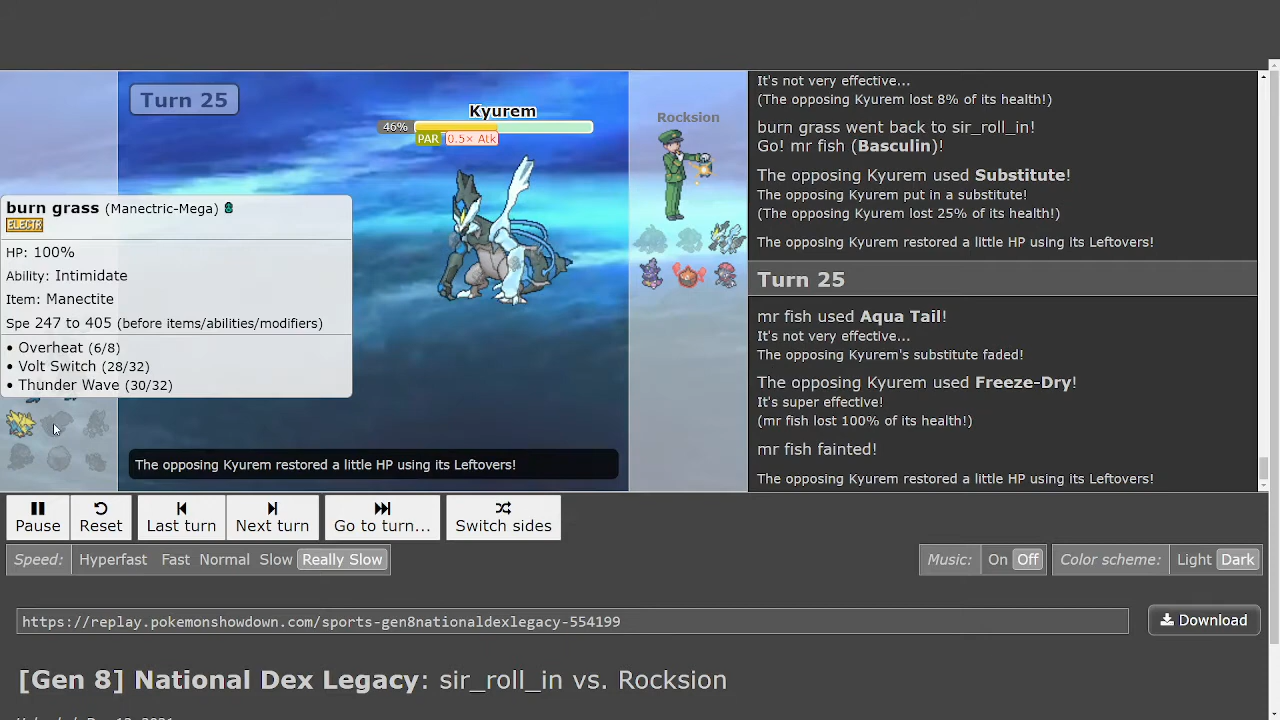 Turn 25
Kyurem
46%
PAR 0.5× Atk
Rocksion
burn grass (Manectric-Mega)
ELECTR
HP: 100%
Ability: Intimidate
Item: Manectite
Spe 247 to 405 (before items/abilities/modifiers)
• Overheat (6/8)
• Volt Switch (28/32)
• Thunder Wave (30/32)
The opposing Kyurem restored a little HP using its Leftovers!
It's not very effective...
(The opposing Kyurem lost 8% of its health!)
burn grass went back to sir_roll_in!
Go! mr fish (Basculin)!
The opposing Kyurem used Substitute!
The opposing Kyurem put in a substitute!
(The opposing Kyurem lost 25% of its health!)
The opposing Kyurem restored a little HP using its Leftovers!
Turn 25
mr fish used Aqua Tail!
It's not very effective...
The opposing Kyurem's substitute faded!
The opposing Kyurem used Freeze-Dry!
It's super effective!
(mr fish lost 100% of its health!)
mr fish fainted!
The opposing Kyurem restored a little HP using its Leftovers!
Pause Reset Last turn Next turn Go to turn... Switch sides
Speed: Hyperfast Fast Normal Slow Really Slow Music: On Off Color scheme: Light Dark
https://replay.pokemonshowdown.com/sports-gen8nationaldexlegacy-554199 Download
[Gen 8] National Dex Legacy: sir_roll_in vs. Rocksion